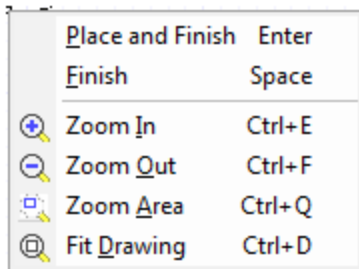 Place and Finish Enter
Finish Space
Zoom In Ctrl+E
Zoom Out Ctrl+F
Zoom Area Ctrl+Q
Fit Drawing Ctrl+D